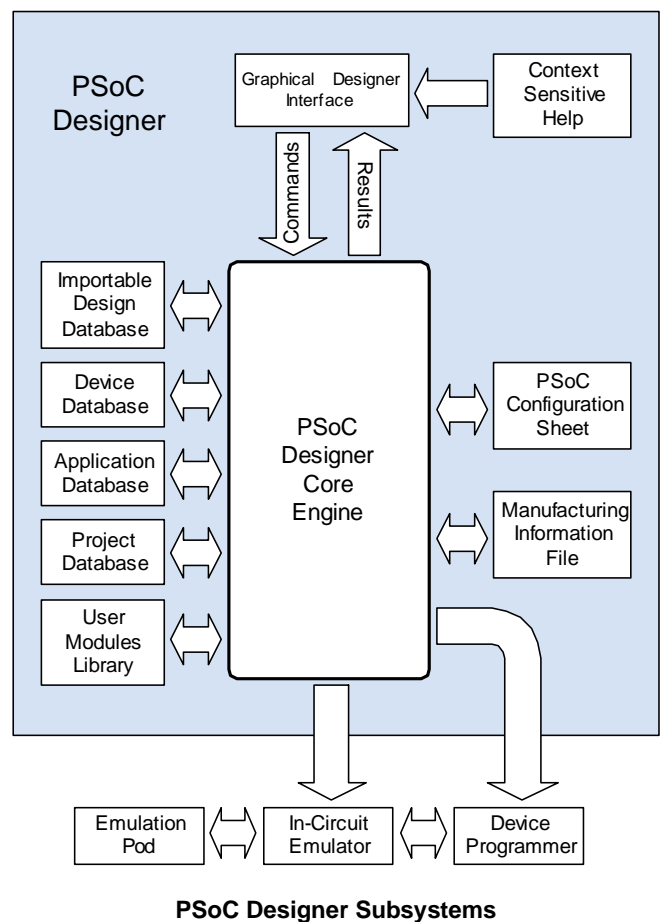 PSoC
Designer
Graphical Designer
Interface
Context
Sensitive
Help
Commands
Results
Importable
Design
Database
Device
Database
Application
Database
Project
Database
User
Modules
Library
PSoC
Designer
Core
Engine
PSoC
Configuration
Sheet
Manufacturing
Information
File
Emulation
Pod
In-Circuit
Emulator
Device
Programmer
PSoC Designer Subsystems